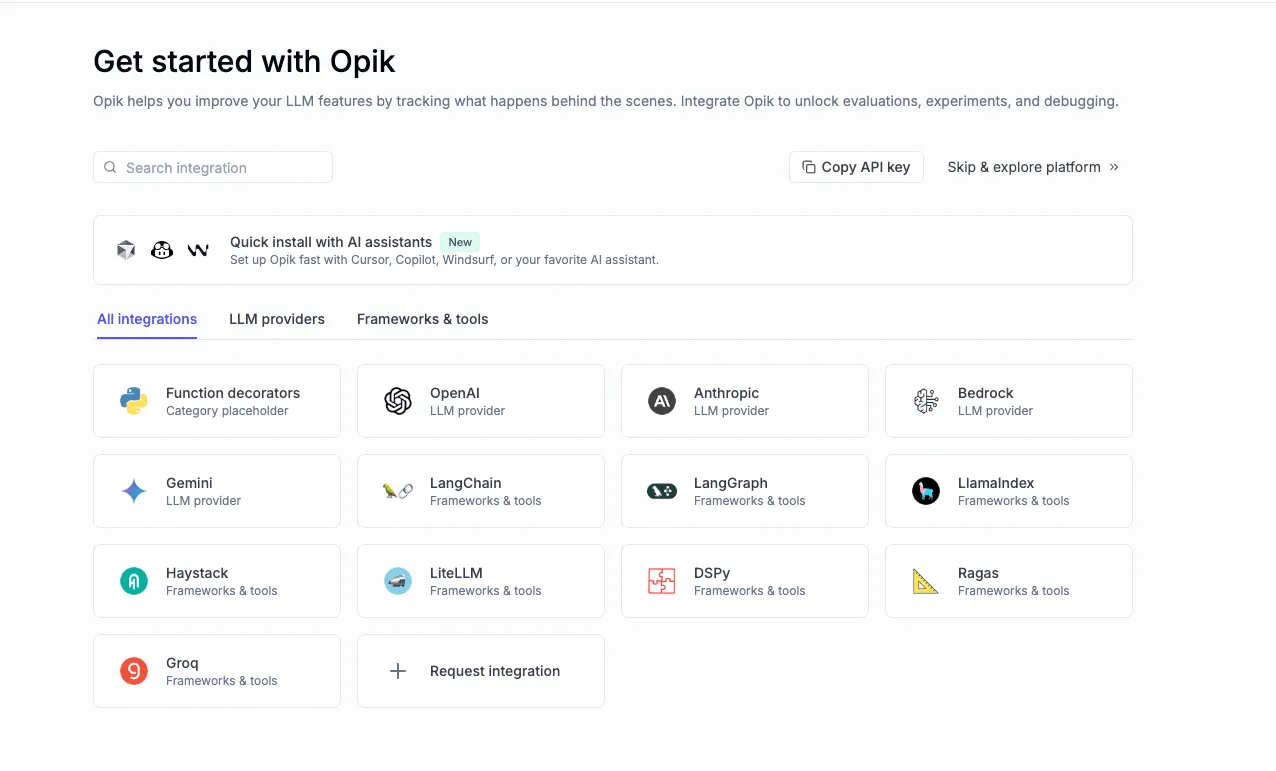 Get started with Opik
Opik helps you improve your LLM features by tracking what happens behind the scenes. Integrate Opik to unlock evaluations, experiments, and debugging.
Search integration
Copy API key
Skip & explore platform »
Quick install with AI assistants New
Set up Opik fast with Cursor, Copilot, Windsurf, or your favorite AI assistant.
All integrations
LLM providers
Frameworks & tools
Function decorators
Category placeholder
OpenAI
LLM provider
Anthropic
LLM provider
Bedrock
LLM provider
Gemini
LLM provider
LangChain
Frameworks & tools
LangGraph
Frameworks & tools
LlamaIndex
Frameworks & tools
Haystack
Frameworks & tools
LiteLLM
Frameworks & tools
DSPy
Frameworks & tools
Ragas
Frameworks & tools
Groq
Frameworks & tools
Request integration